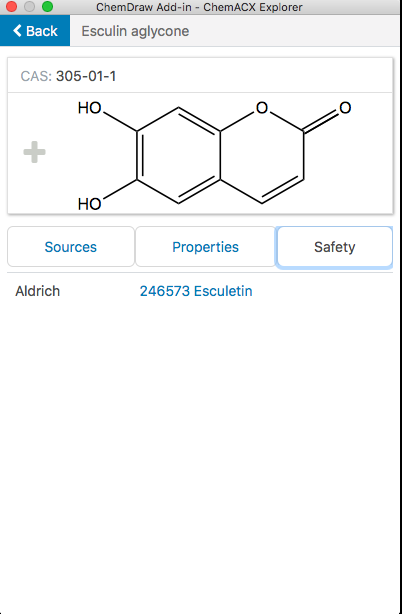 ChemDraw Add-in - ChemACX Explorer
Back Esculin aglycone
CAS: 305-01-1
HO O O
HO
Sources Properties Safety
Aldrich 246573 Esculetin